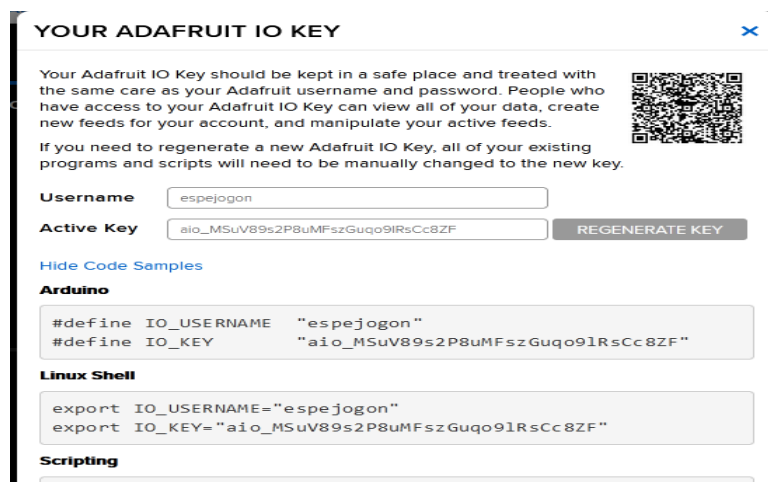 YOUR ADAFRUIT IO KEY
×
Your Adafruit IO Key should be kept in a safe place and treated with
the same care as your Adafruit username and password. People who
have access to your Adafruit IO Key can view all of your data, create
new feeds for your account, and manipulate your active feeds.
If you need to regenerate a new Adafruit IO Key, all of your existing
programs and scripts will need to be manually changed to the new key.
Username espejogon
Active Key aio_MSuV89s2P8uMFszGuqo9lRsCc8ZF REGENERATE KEY
Hide Code Samples
Arduino
#define IO_USERNAME "espejogon"
#define IO_KEY "aio_MSuV89s2P8uMFszGuqo9lRsCc8ZF"
Linux Shell
export IO_USERNAME="espejogon"
export IO_KEY="aio_MSuV89s2P8uMFszGuqo9lRsCc8ZF"
Scripting